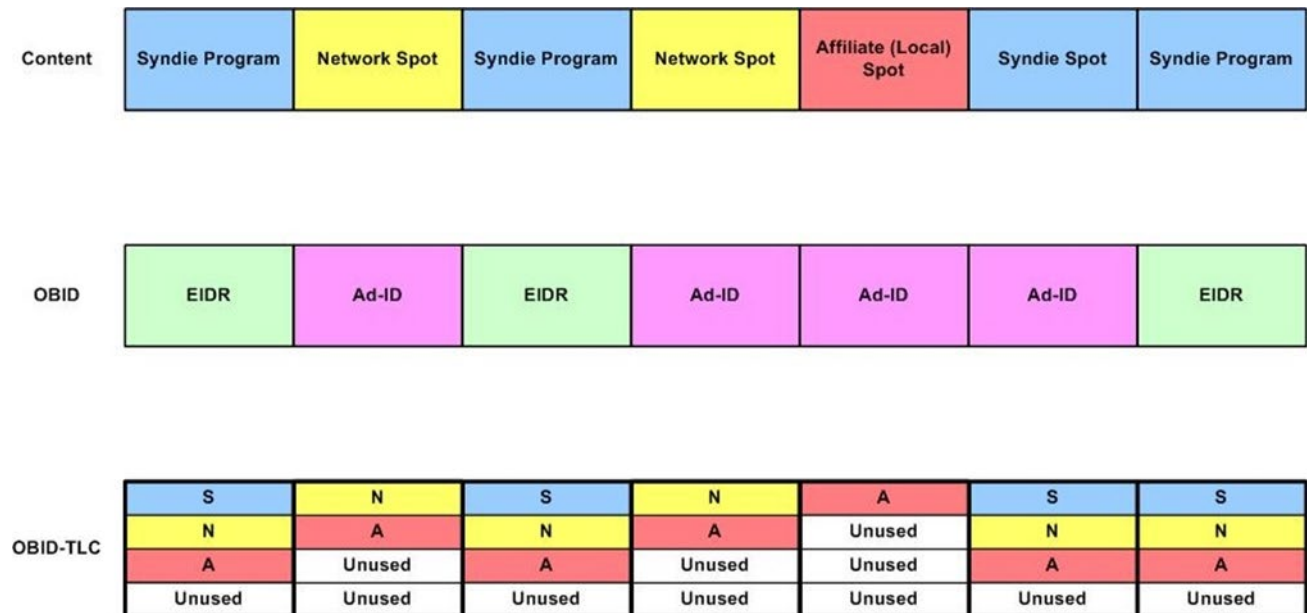 Content Syndie Program Network Spot Syndie Program Network Spot Affiliate (Local) Spot Syndie Spot Syndie Program
OBID EIDR Ad-ID EIDR Ad-ID Ad-ID Ad-ID EIDR
OBID-TLC
S N S N A S S
N A N A Unused N N
A Unused A Unused Unused A A
Unused Unused Unused Unused Unused Unused Unused